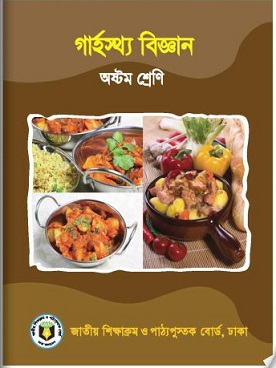 গার্হস্থ্য বিজ্ঞান
অষ্টম শ্রেণি
জাতীয় শিক্ষাক্রম ও পাঠ্যপুস্তক বোর্ড, ঢাকা